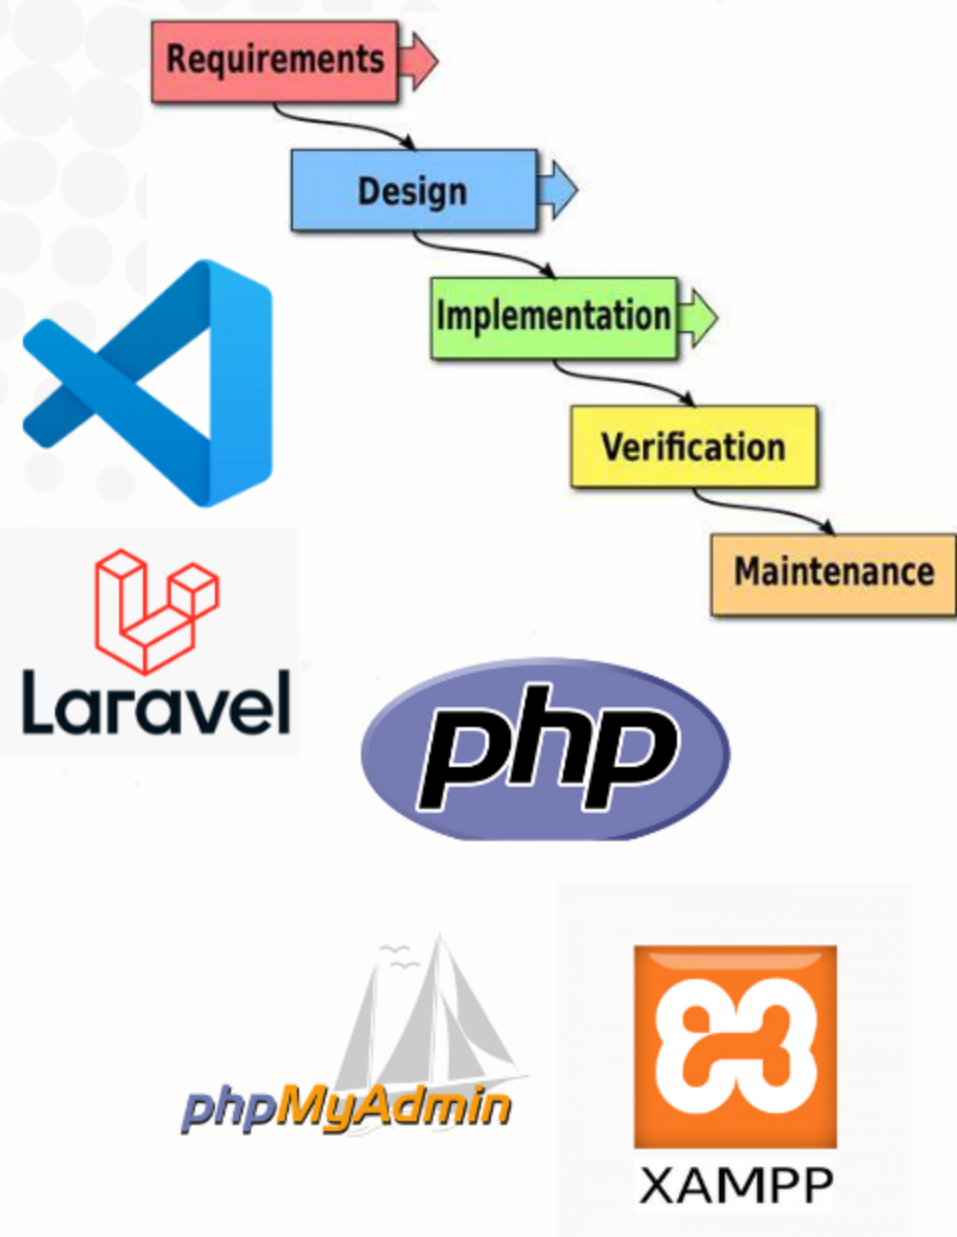 Requirements
Design
Implementation
Verification
Maintenance
Laravel
php
phpMyAdmin
XAMPP